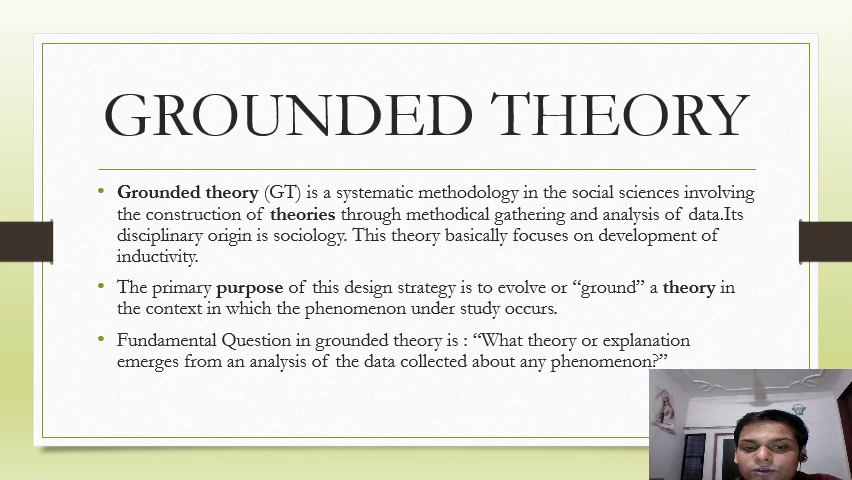 GROUNDED THEORY
• Grounded theory (GT) is a systematic methodology in the social sciences involving
the construction of theories through methodical gathering and analysis of data.Its
disciplinary origin is sociology. This theory basically focuses on development of
inductivity.
• The primary purpose of this design strategy is to evolve or “ground” a theory in
the context in which the phenomenon under study occurs.
• Fundamental Question in grounded theory is : “What theory or explanation
emerges from an analysis of the data collected about any phenomenon?”